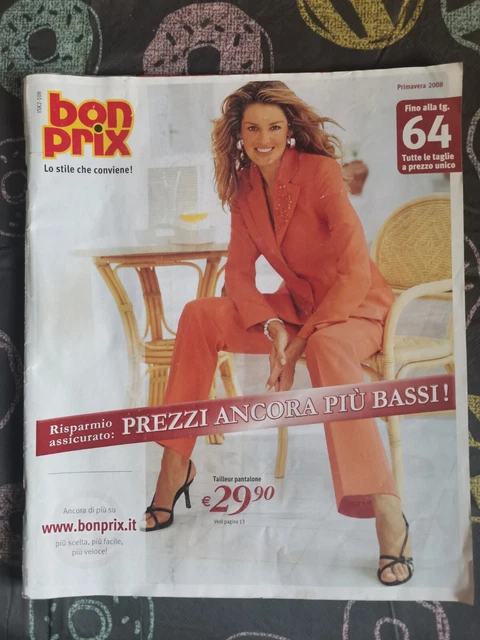 Primavera 2008
bon
prix
Lo stile che conviene!
Fino alla tg.
64
Tutte le taglie
a prezzo unico
Risparmio
assicurato: PREZZI ANCORA PIÙ BASSI!
Tailleur pantalone
€29,90
Vedi pagina 13
Ancora di più su
www.bonprix.it
più scelta, più facile,
più veloce!